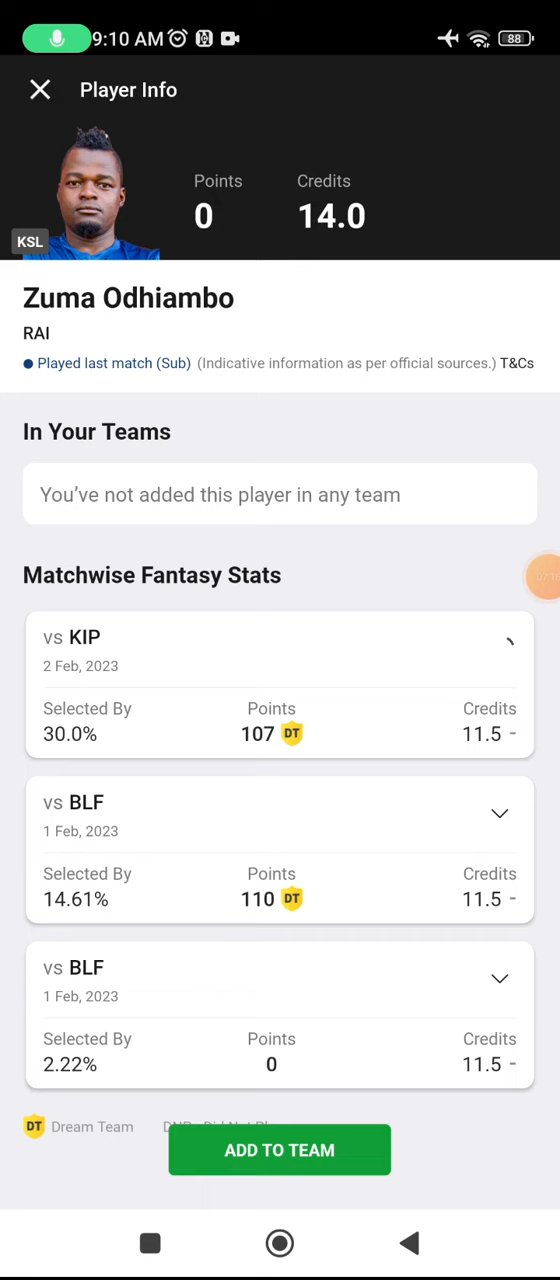 9:10 AM
88
Player Info
Points
Credits
0
14.0
KSL
Zuma Odhiambo
RAI
Played last match (Sub) (Indicative information as per official sources.) T&Cs
In Your Teams
You’ve not added this player in any team
Matchwise Fantasy Stats
07:16
vs KIP
2 Feb, 2023
Selected By Points Credits
30.0% 107 DT 11.5 -
vs BLF
1 Feb, 2023
Selected By Points Credits
14.61% 110 DT 11.5 -
vs BLF
1 Feb, 2023
Selected By Points Credits
2.22% 0 11.5 -
DT Dream Team
ADD TO TEAM